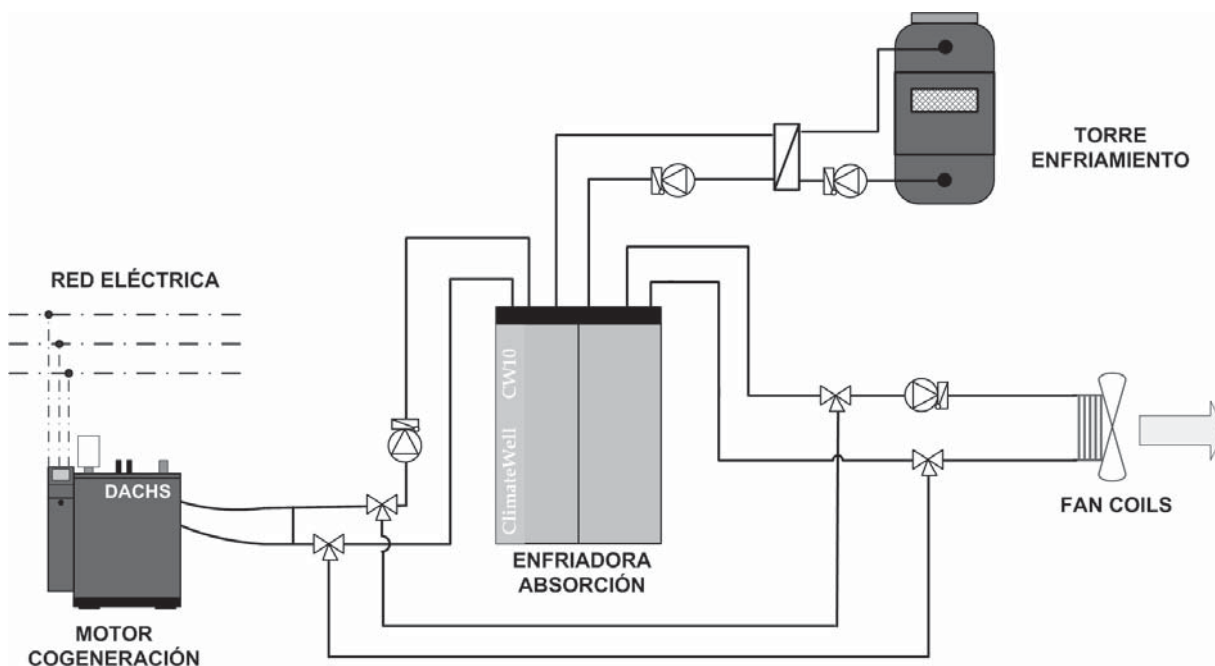 TORRE
ENFRIAMIENTO
RED ELÉCTRICA
ClimateWell CW10
DACHS
FAN COILS
ENFRIADORA
ABSORCIÓN
MOTOR
COGENERACIÓN